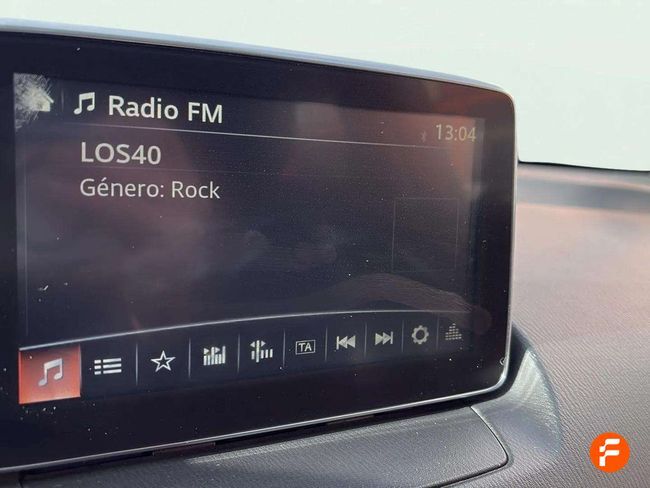 Radio FM
13:04
LOS40
Género: Rock
TA